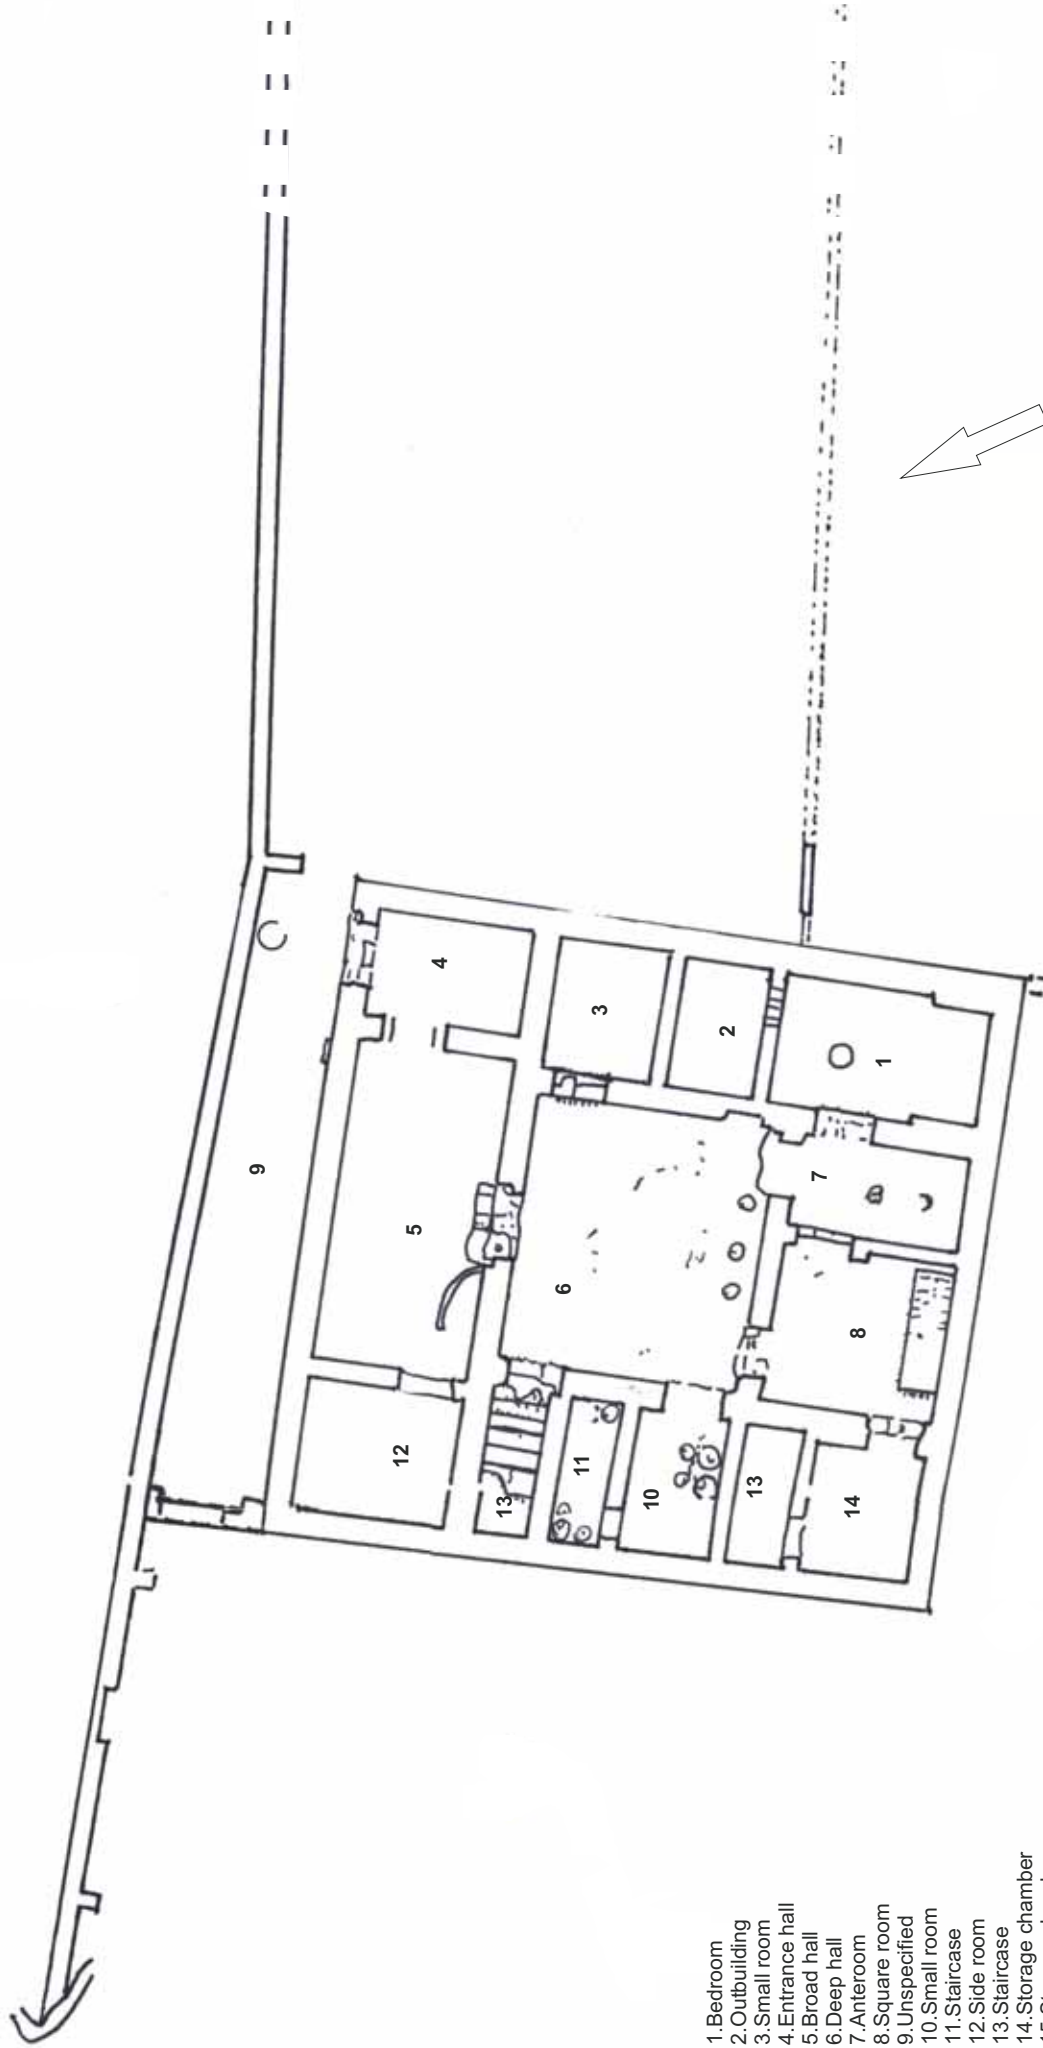 9
12
5
4
13
6
11
3
10
2
13
7
14
8
1
1.Bedroom
2.Outbuilding
3.Small room
4.Entrance hall
5.Broad hall
6.Deep hall
7.Anteroom
8.Square room
9.Unspecified
10.Small room
11.Staircase
12.Side room
13.Staircase
14.Storage chamber